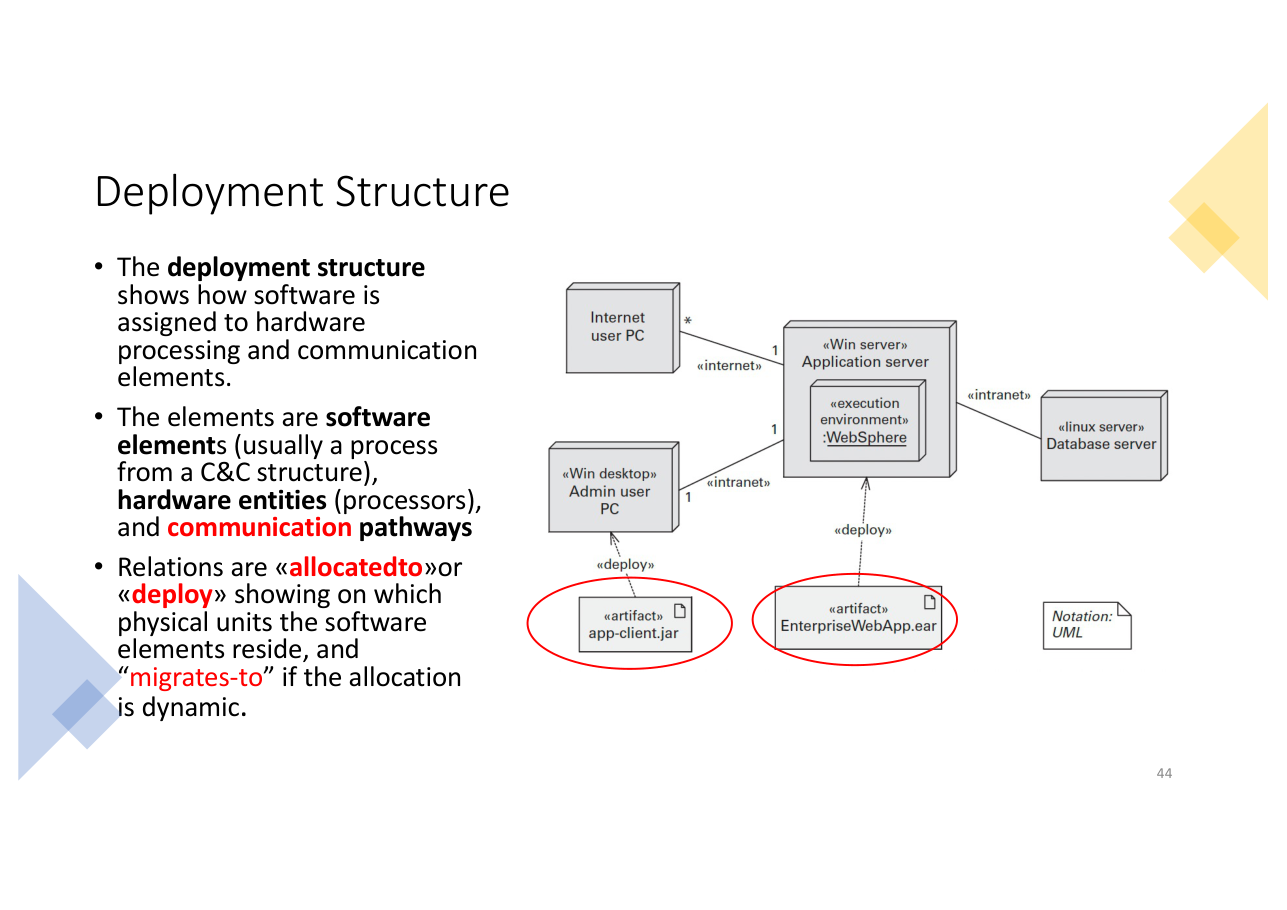 Deployment Structure
• The deployment structure
shows how software is
assigned to hardware
processing and communication
elements.
• The elements are software
elements (usually a process
from a C&C structure),
hardware entities (processors),
and communication pathways
• Relations are «allocatedto»or
«deploy» showing on which
physical units the software
elements reside, and
“migrates-to” if the allocation
is dynamic.
Internet
user PC
*
1
«internet»
«Win server»
Application server
«execution
environment»
:WebSphere
«intranet»
«linux server»
Database server
«Win desktop»
Admin user
PC
1
1
«intranet»
«deploy»
«deploy»
«artifact»
app-client.jar
«artifact»
EnterpriseWebApp.ear
Notation:
UML
44